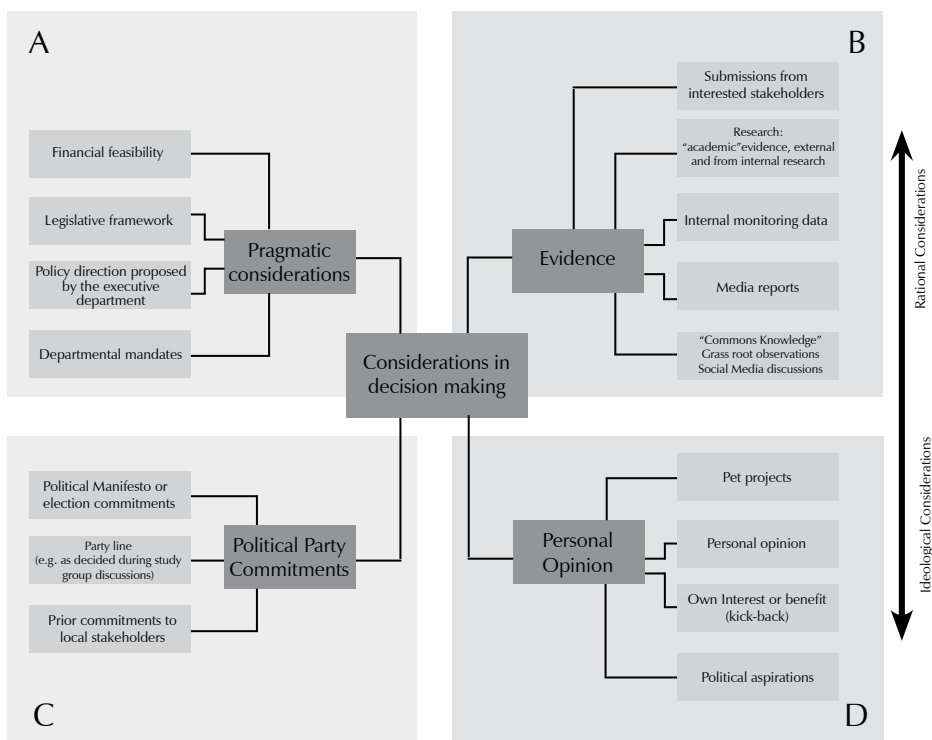 A
Financial feasibility
Legislative framework
Policy direction proposed
by the executive
department
Departmental mandates
Pragmatic
considerations
B
Submissions from
interested stakeholders
Research:
“academic”evidence, external
and from internal research
Internal monitoring data
Media reports
“Commons Knowledge”
Grass root observations
Social Media discussions
Evidence
Considerations in
decision making
Political Manifesto or
election commitments
Party line
(e.g. as decided during study
group discussions)
Prior commitments to
local stakeholders
Political Party
Commitments
C
Pet projects
Personal opinion
Own Interest or benefit
(kick-back)
Political aspirations
Personal
Opinion
D
Rational Considerations
Ideological Considerations